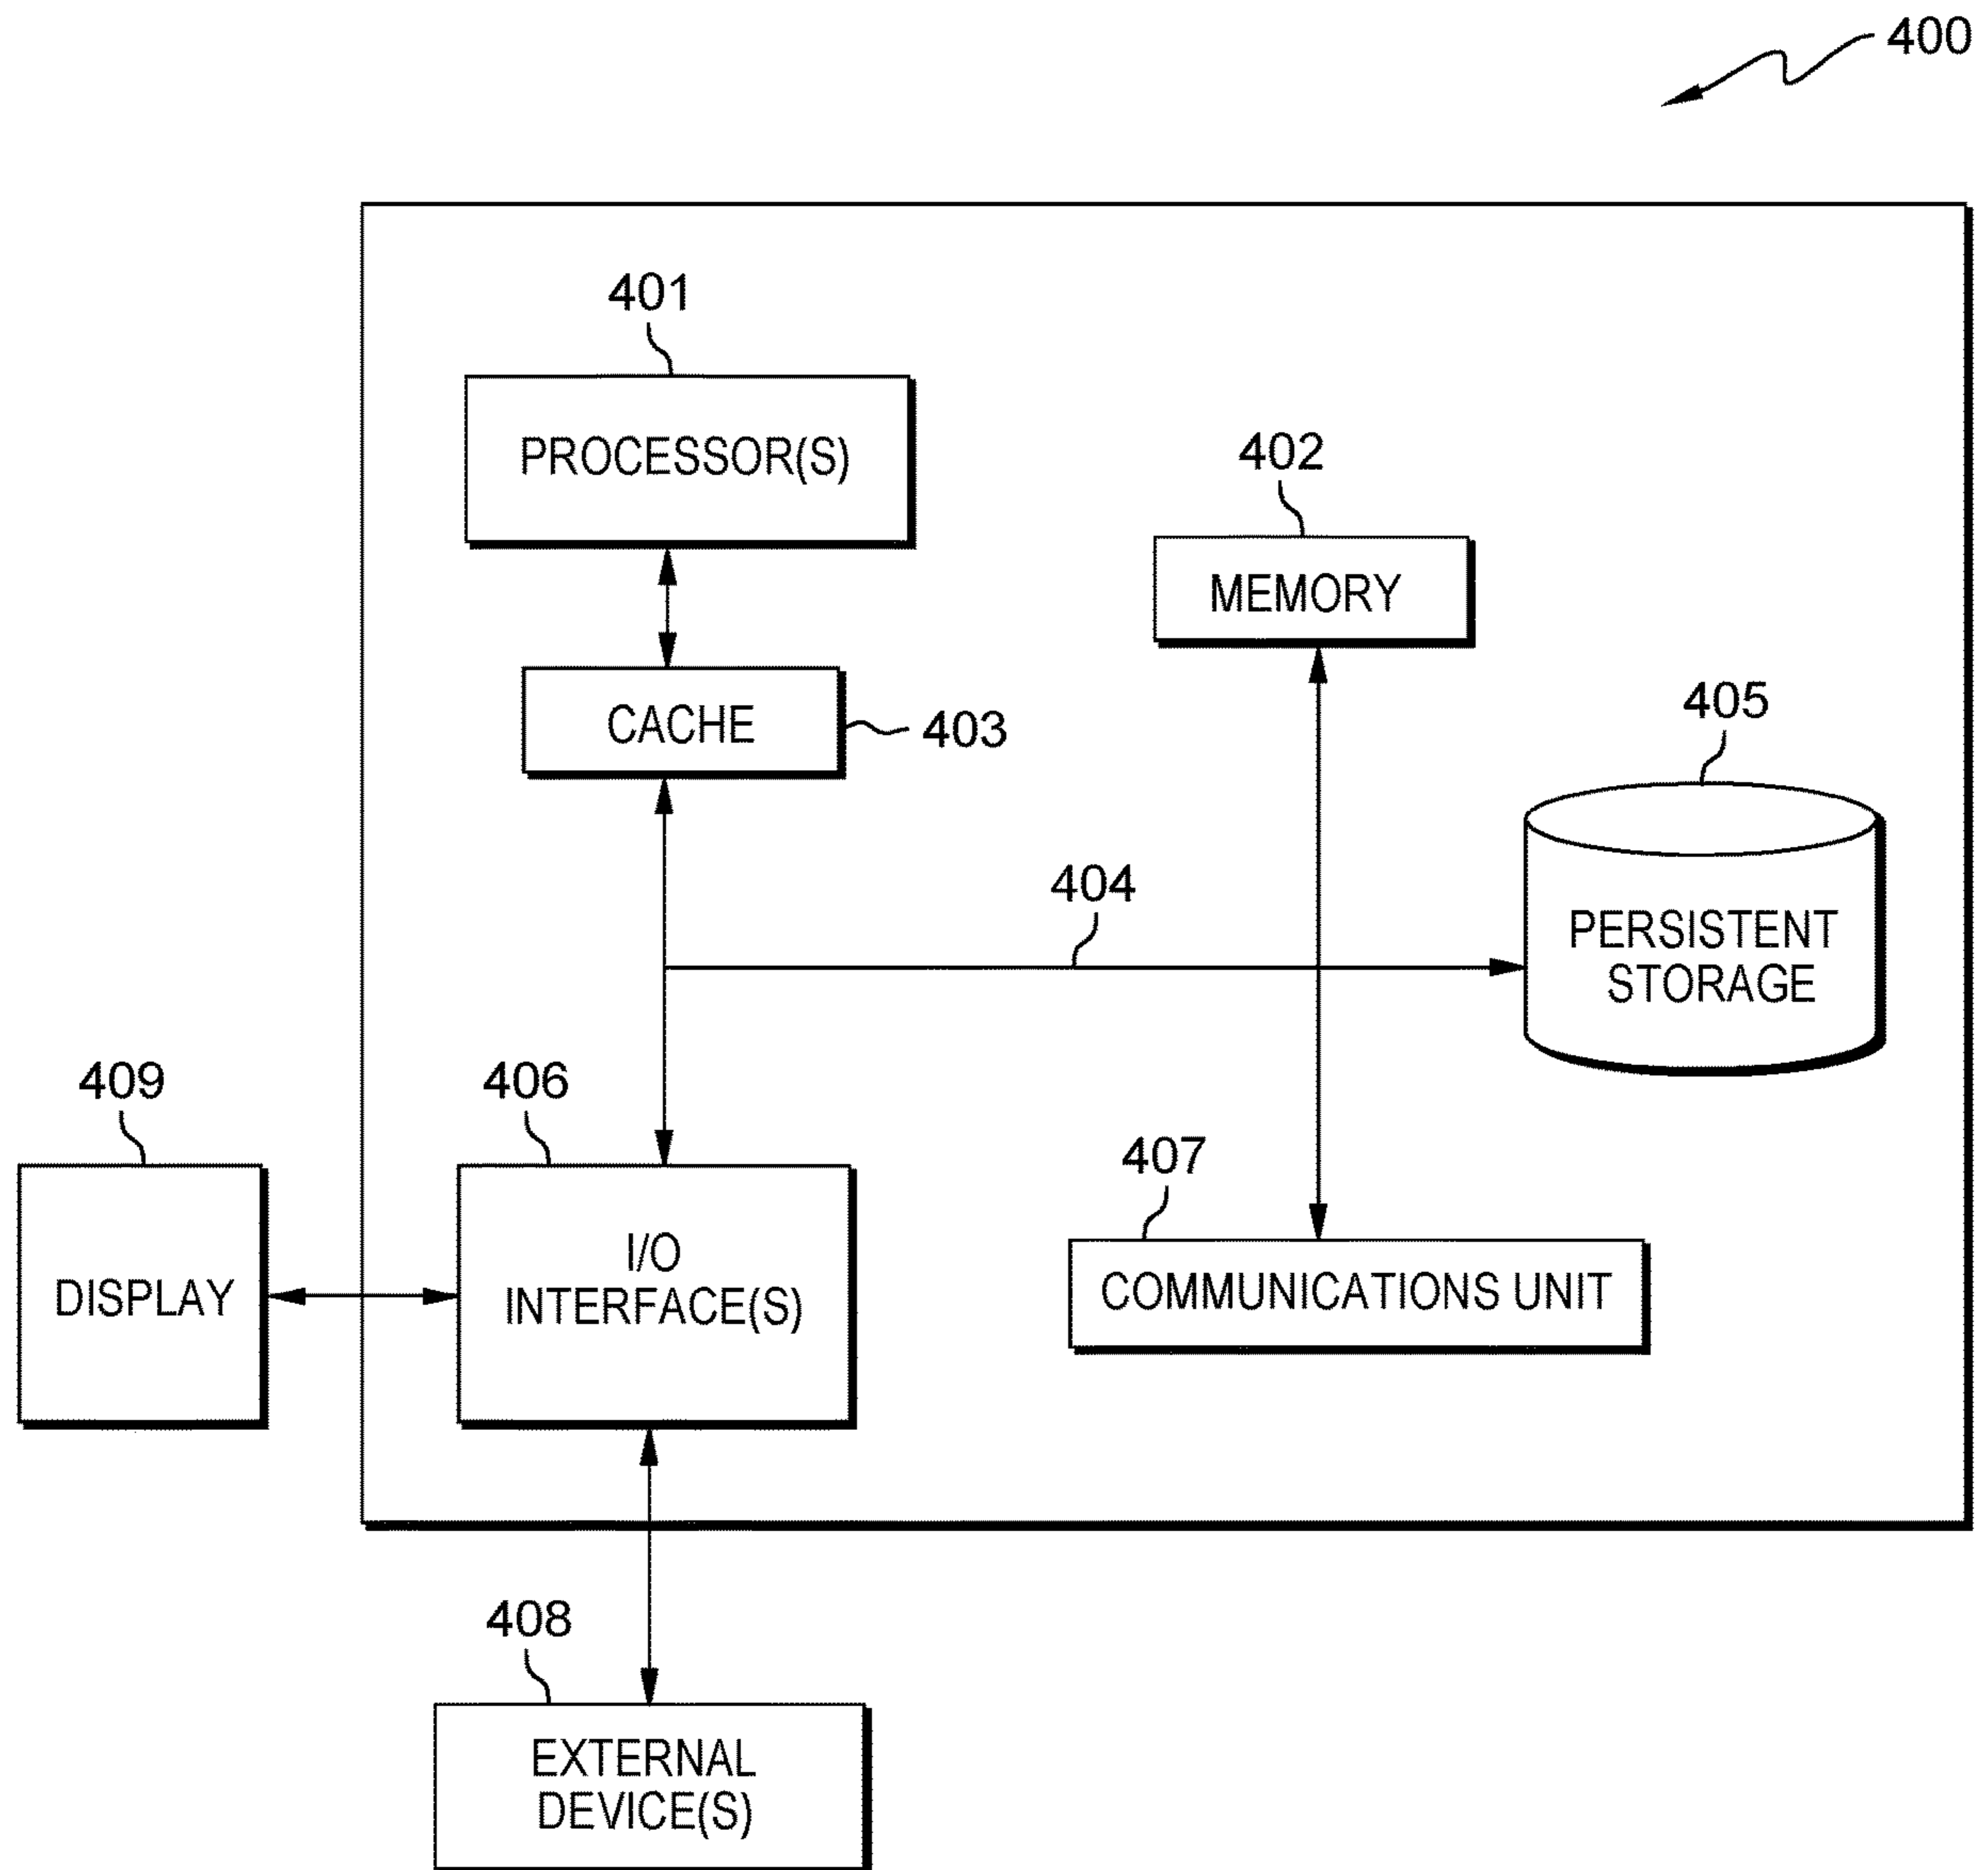 400
401
PROCESSOR(S)
402
MEMORY
CACHE
403
405
404
PERSISTENT
STORAGE
409
406
407
I/O
INTERFACE(S)
DISPLAY
COMMUNICATIONS UNIT
408
EXTERNAL
DEVICE(S)